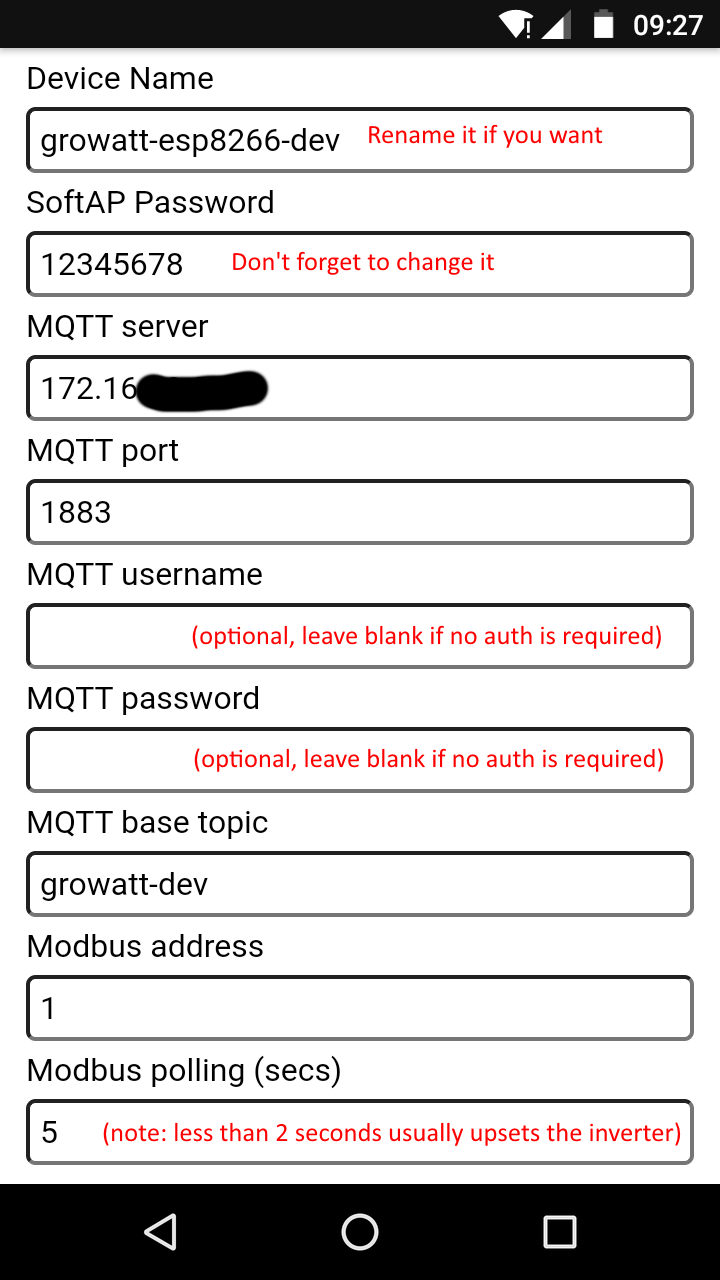 09:27
Device Name
growatt-esp8266-dev Rename it if you want
SoftAP Password
12345678 Don't forget to change it
MQTT server
172.16
MQTT port
1883
MQTT username
(optional, leave blank if no auth is required)
MQTT password
(optional, leave blank if no auth is required)
MQTT base topic
growatt-dev
Modbus address
1
Modbus polling (secs)
5 (note: less than 2 seconds usually upsets the inverter)